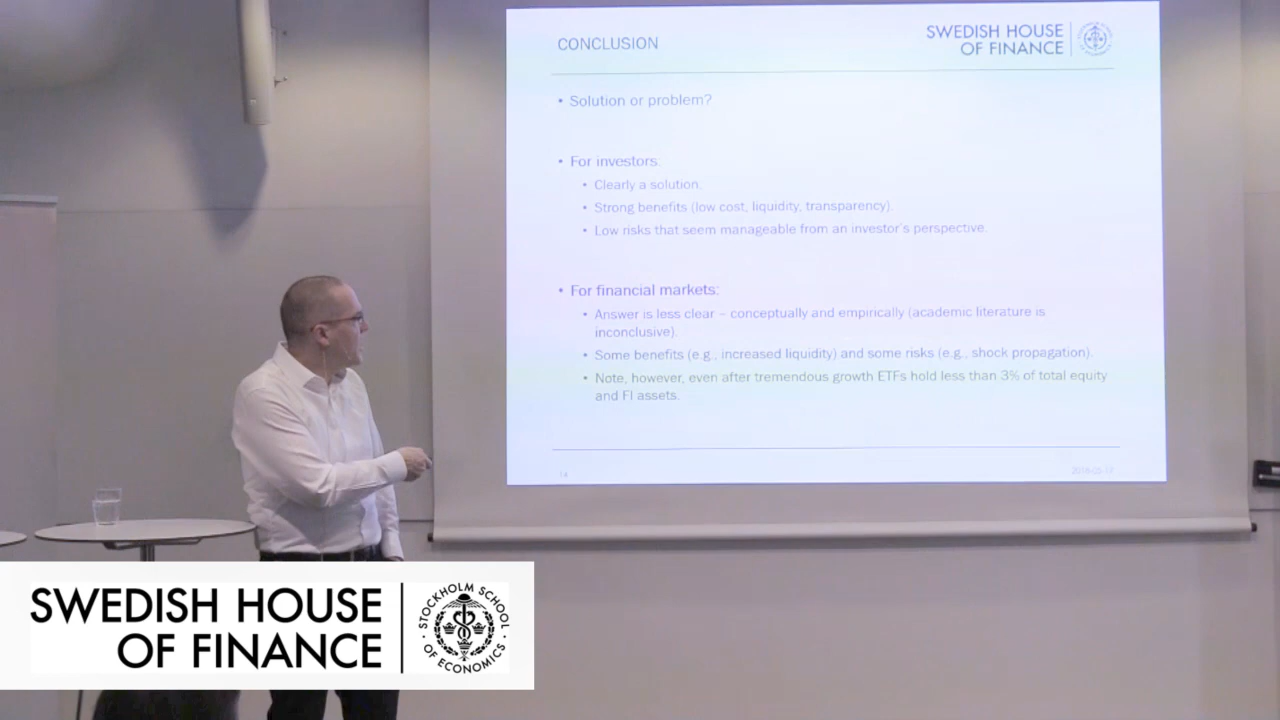 CONCLUSION
SWEDISH HOUSE
OF FINANCE
• Solution or problem?
• For investors:
• Clearly a solution.
• Strong benefits (low cost, liquidity, transparency).
• Low risks that seem manageable from an investor's perspective.
• For financial markets:
• Answer is less clear – conceptually and empirically (academic literature is
inconclusive).
• Some benefits (e.g., increased liquidity) and some risks (e.g., shock propagation).
• Note, however, even after tremendous growth ETFs hold less than 3% of total equity
and FI assets.
14
SWEDISH HOUSE
OF FINANCE
STOCKHOLM SCHOOL
OF ECONOMICS